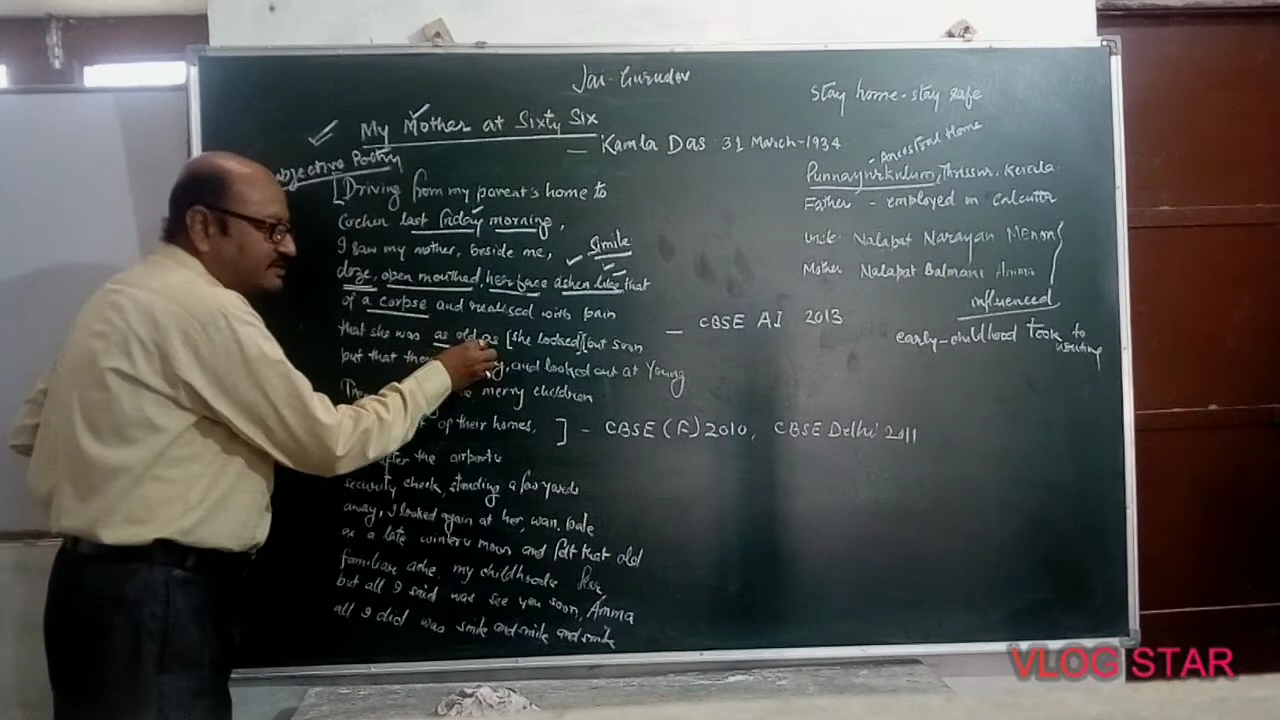 Jai Gurudev
Stay home - stay safe
My Mother at Sixty Six
— Kamla Das 31 March - 1934
bjective Poetry
- Ancestral Home
Punnayurkulum, Thrissur. Kerala.
Father - employed in Calcutta
Uncle Nalapat Narayan Menon
Mother Nalapat Balmani Amma
influenced
early-childhood took to
writing
[Driving from my parent's home to
Cochin last Friday morning,
I saw my mother, beside me,
Simile
doze, open mouthed, her face ashen like that
of a corpse and realised with pain
that she was as old as [she looked][but soon
— CBSE AI 2013
but that, and looked out at Young
merry children
of their homes, ] - CBSE (F) 2010, CBSE Delhi 2011
after the airport's
security check, standing a few yards
away, I looked again at her, wan, pale
as a late winter's moon and felt that old
familiar ache, my childhood's fear
but all I said was see you soon, Amma
all I did was smile and smile and smile
VLOG STAR